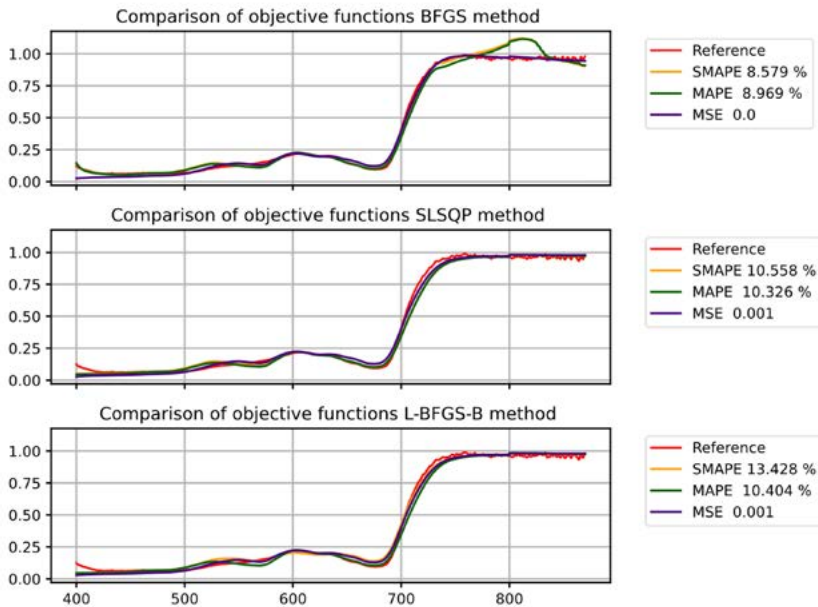 Comparison of objective functions BFGS method
1.00
0.75
0.50
0.25
0.00
Reference
SMAPE 8.579 %
MAPE 8.969 %
MSE 0.0
Comparison of objective functions SLSQP method
1.00
0.75
0.50
0.25
0.00
Reference
SMAPE 10.558 %
MAPE 10.326 %
MSE 0.001
Comparison of objective functions L-BFGS-B method
1.00
0.75
0.50
0.25
0.00
400 500 600 700 800
Reference
SMAPE 13.428 %
MAPE 10.404 %
MSE 0.001